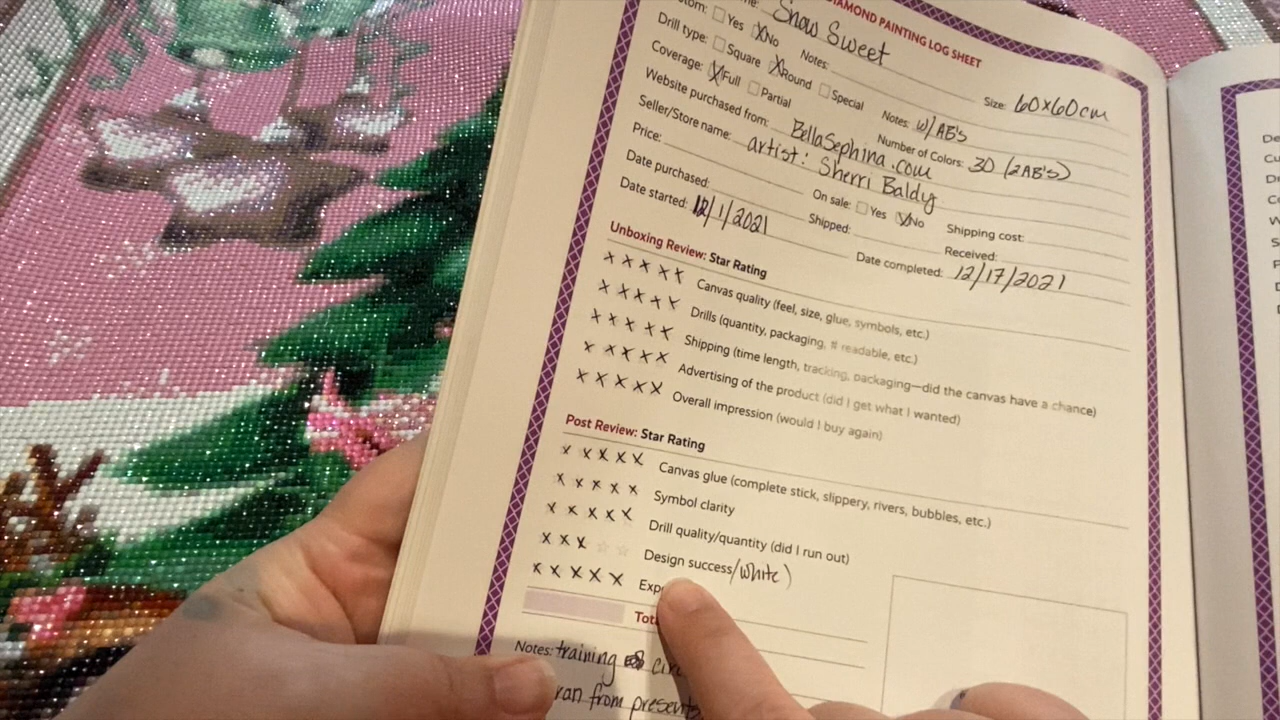 DIAMOND PAINTING LOG SHEET
Snow Sweet
Size: 60x60cm
Yes No Notes:
Drill type: Square Round Special Notes: w/AB's
Coverage: Full Partial Number of Colors: 30 (2AB's)
Website purchased from: BellaSephina.com
Seller/Store name: artist: Sherri Baldy
Price: On sale: Yes No Shipping cost:
Date purchased: Shipped: Received:
Date started: 12/1/2021 Date completed: 12/17/2021
Unboxing Review: Star Rating
x x x x x Canvas quality (feel, size, glue, symbols, etc.)
x x x x x Drills (quantity, packaging, # readable, etc.)
x x x x x Shipping (time length, tracking, packaging—did the canvas have a chance)
x x x x x Advertising of the product (did I get what I wanted)
x x x x x Overall impression (would I buy again)
Post Review: Star Rating
x x x x x Canvas glue (complete stick, slippery, rivers, bubbles, etc.)
x x x x x Symbol clarity
x x x x x Drill quality/quantity (did I run out)
x x x ☆ ☆ Design success/(white)
x x x x x
Notes: training
ran from presents